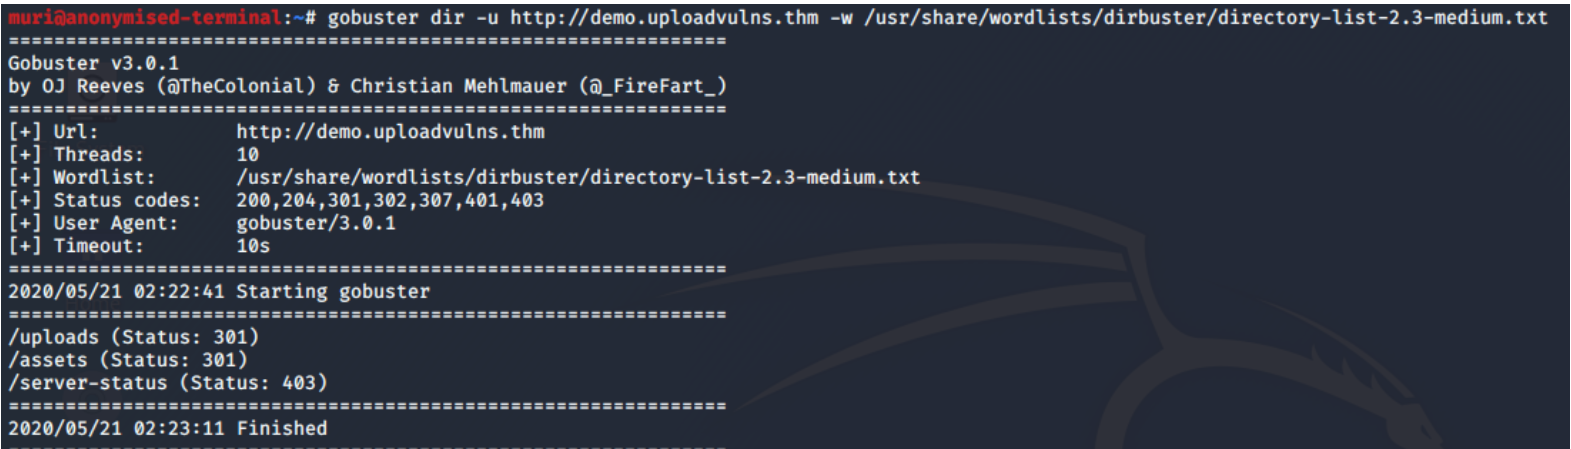 muri@anonymised-terminal:~# gobuster dir -u http://demo.uploadvulns.thm -w /usr/share/wordlists/dirbuster/directory-list-2.3-medium.txt
===============================================================
Gobuster v3.0.1
by OJ Reeves (@TheColonial) & Christian Mehlmauer (@_FireFart_)
===============================================================
[+] Url:            http://demo.uploadvulns.thm
[+] Threads:        10
[+] Wordlist:       /usr/share/wordlists/dirbuster/directory-list-2.3-medium.txt
[+] Status codes:   200,204,301,302,307,401,403
[+] User Agent:     gobuster/3.0.1
[+] Timeout:        10s
===============================================================
2020/05/21 02:22:41 Starting gobuster
===============================================================
/uploads (Status: 301)
/assets (Status: 301)
/server-status (Status: 403)
===============================================================
2020/05/21 02:23:11 Finished
===============================================================